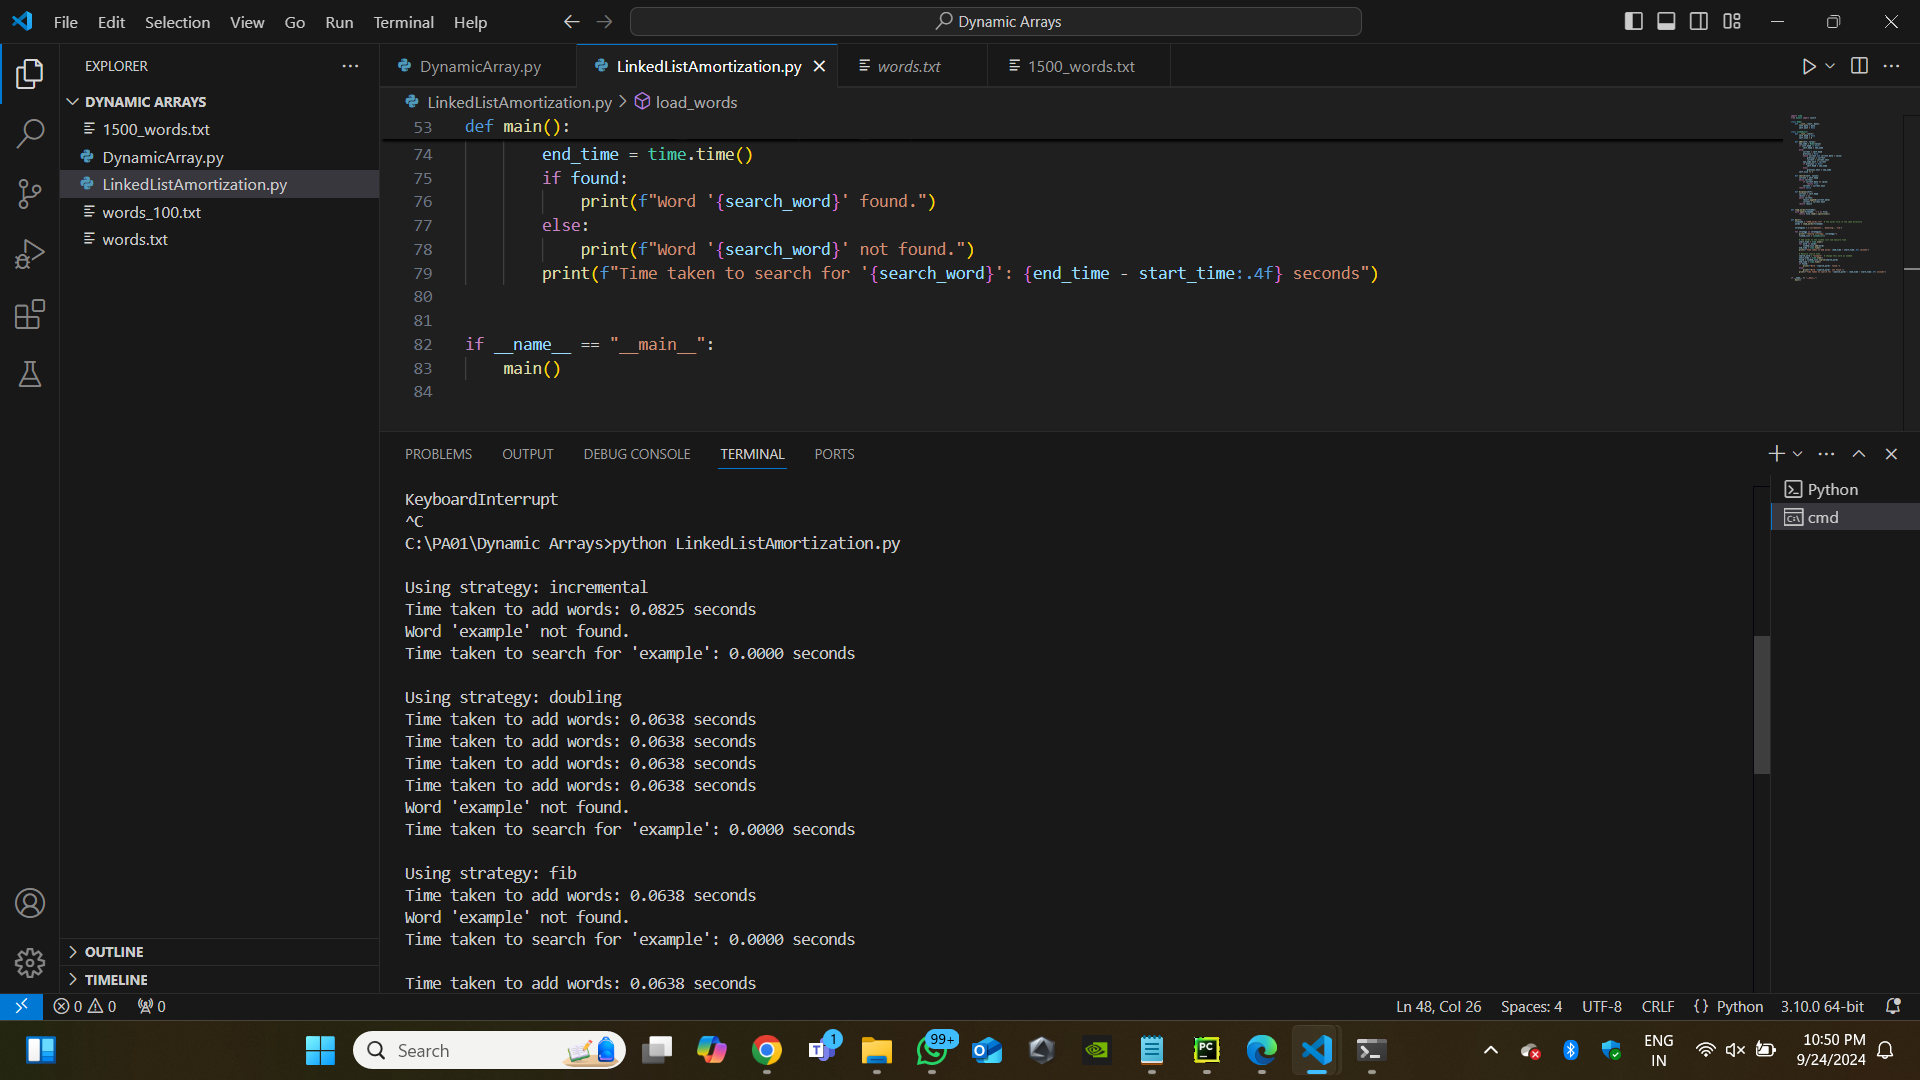 File Edit Selection View Go Run Terminal Help
Dynamic Arrays
EXPLORER
DYNAMIC ARRAYS
1500_words.txt
DynamicArray.py
LinkedListAmortization.py
words_100.txt
words.txt
OUTLINE
TIMELINE
DynamicArray.py LinkedListAmortization.py words.txt 1500_words.txt
LinkedListAmortization.py > load_words
53 def main():
74 end_time = time.time()
75 if found:
76 print(f"Word '{search_word}' found.")
77 else:
78 print(f"Word '{search_word}' not found.")
79 print(f"Time taken to search for '{search_word}': {end_time - start_time:.4f} seconds")
80
81
82 if __name__ == "__main__":
83 main()
84
PROBLEMS OUTPUT DEBUG CONSOLE TERMINAL PORTS
KeyboardInterrupt
^C
C:\PA01\Dynamic Arrays>python LinkedListAmortization.py
Using strategy: incremental
Time taken to add words: 0.0825 seconds
Word 'example' not found.
Time taken to search for 'example': 0.0000 seconds
Using strategy: doubling
Time taken to add words: 0.0638 seconds
Time taken to add words: 0.0638 seconds
Time taken to add words: 0.0638 seconds
Time taken to add words: 0.0638 seconds
Word 'example' not found.
Time taken to search for 'example': 0.0000 seconds
Using strategy: fib
Time taken to add words: 0.0638 seconds
Word 'example' not found.
Time taken to search for 'example': 0.0000 seconds
Time taken to add words: 0.0638 seconds
Python
cmd
0 0 0
Ln 48, Col 26 Spaces: 4 UTF-8 CRLF {} Python 3.10.0 64-bit
Search
1
99+
PC
ENG
IN
10:50 PM
9/24/2024